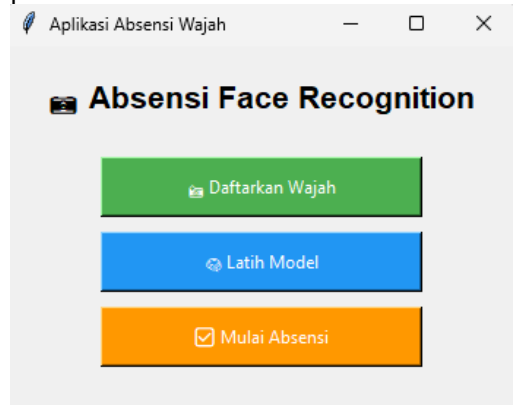 Aplikasi Absensi Wajah
📷 Absensi Face Recognition
📸 Daftarkan Wajah
🧠 Latih Model
☑ Mulai Absensi